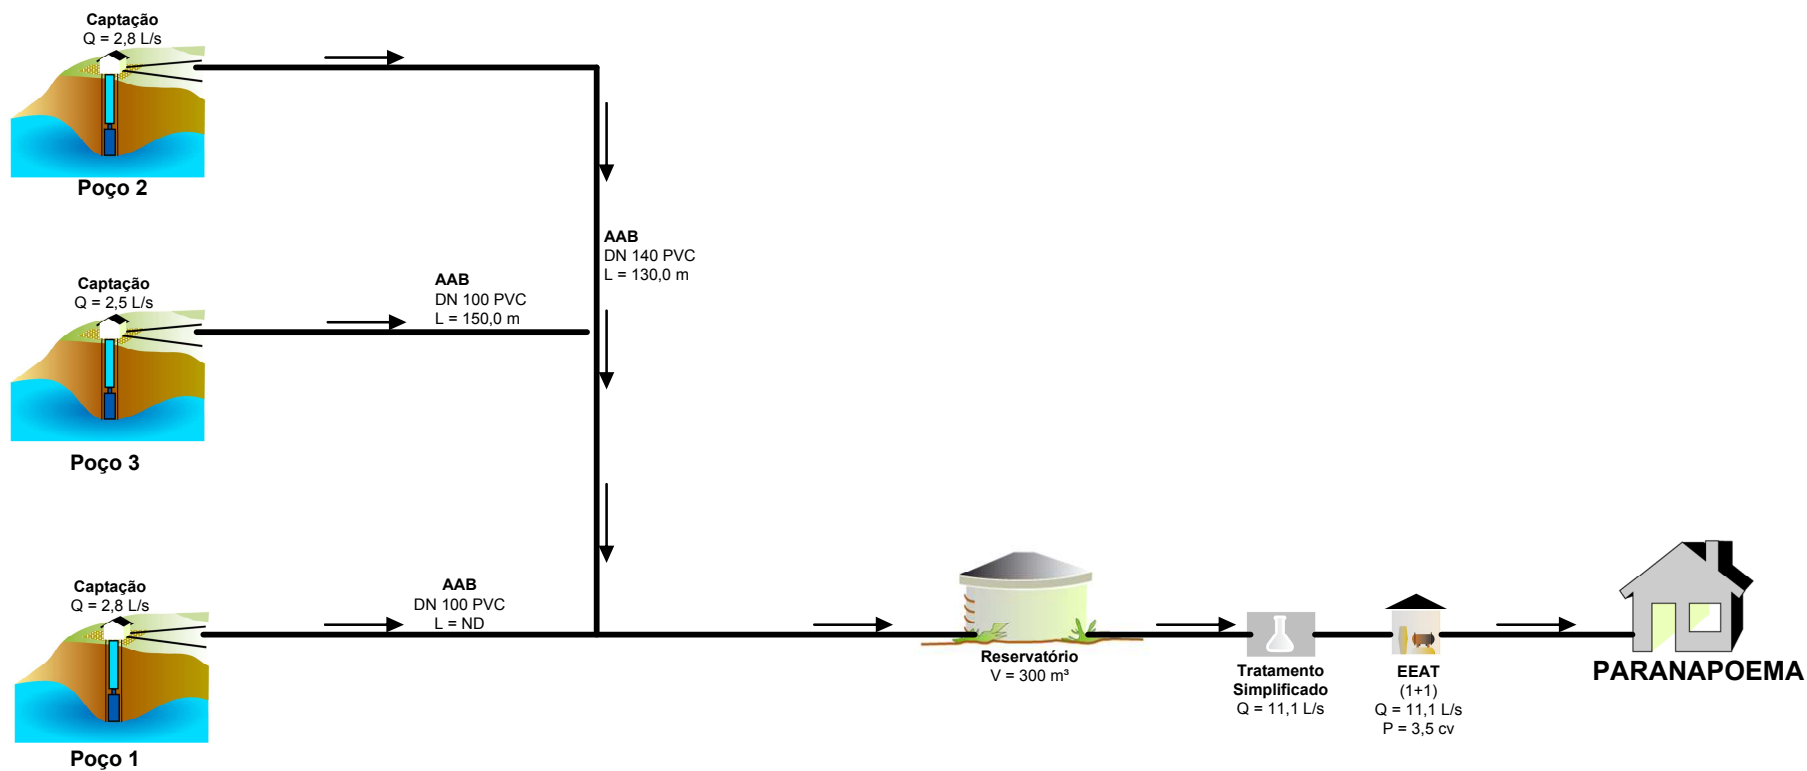 Captação
Q = 2,8 L/s
Poço 2
AAB
DN 140 PVC
L = 130,0 m
Captação
Q = 2,5 L/s
AAB
DN 100 PVC
L = 150,0 m
Poço 3
Captação
Q = 2,8 L/s
AAB
DN 100 PVC
L = ND
Poço 1
Reservatório
V = 300 m³
Tratamento
Simplificado
Q = 11,1 L/s
EEAT
(1+1)
Q = 11,1 L/s
P = 3,5 cv
PARANAPOEMA